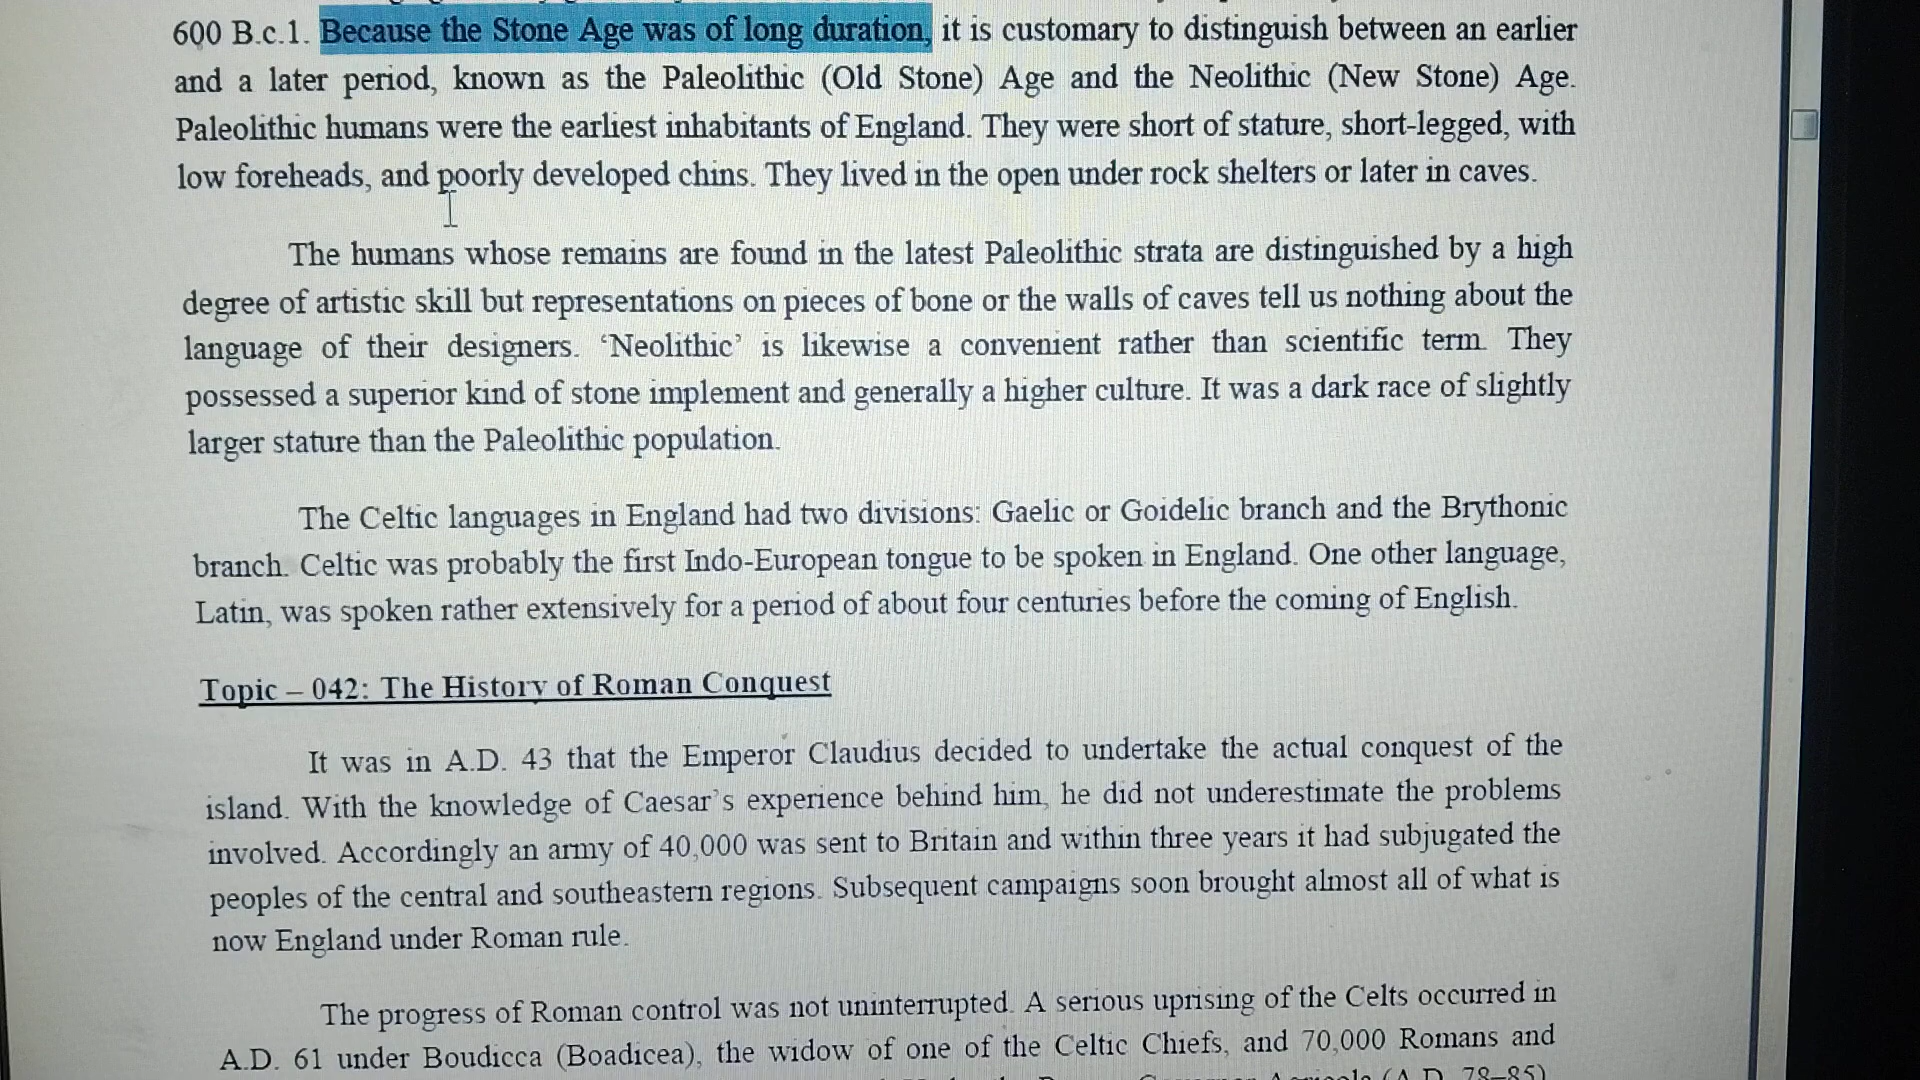 600 B.c.1. Because the Stone Age was of long duration, it is customary to distinguish between an earlier
and a later period, known as the Paleolithic (Old Stone) Age and the Neolithic (New Stone) Age.
Paleolithic humans were the earliest inhabitants of England. They were short of stature, short-legged, with
low foreheads, and poorly developed chins. They lived in the open under rock shelters or later in caves.
The humans whose remains are found in the latest Paleolithic strata are distinguished by a high
degree of artistic skill but representations on pieces of bone or the walls of caves tell us nothing about the
language of their designers. ‘Neolithic’ is likewise a convenient rather than scientific term. They
possessed a superior kind of stone implement and generally a higher culture. It was a dark race of slightly
larger stature than the Paleolithic population.
The Celtic languages in England had two divisions: Gaelic or Goidelic branch and the Brythonic
branch. Celtic was probably the first Indo-European tongue to be spoken in England. One other language,
Latin, was spoken rather extensively for a period of about four centuries before the coming of English.
Topic – 042: The History of Roman Conquest
It was in A.D. 43 that the Emperor Claudius decided to undertake the actual conquest of the
island. With the knowledge of Caesar’s experience behind him, he did not underestimate the problems
involved. Accordingly an army of 40,000 was sent to Britain and within three years it had subjugated the
peoples of the central and southeastern regions. Subsequent campaigns soon brought almost all of what is
now England under Roman rule.
The progress of Roman control was not uninterrupted. A serious uprising of the Celts occurred in
A.D. 61 under Boudicca (Boadicea), the widow of one of the Celtic Chiefs, and 70,000 Romans and
(A.D. 78–85)